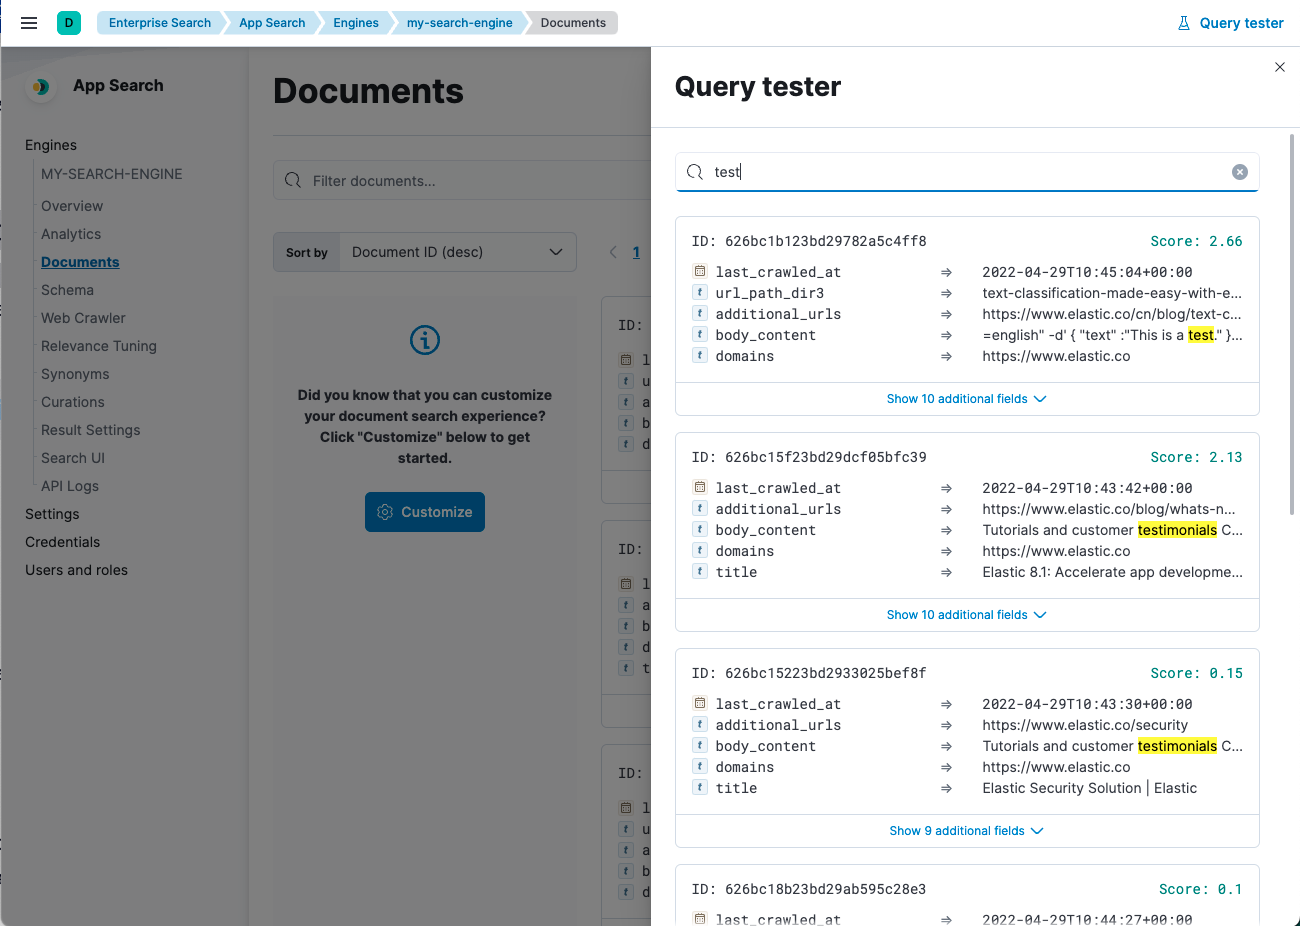 D Enterprise Search App Search Engines my-search-engine Documents Query tester
App Search
Engines
MY-SEARCH-ENGINE
Overview
Analytics
Documents
Schema
Web Crawler
Relevance Tuning
Synonyms
Curations
Result Settings
Search UI
API Logs
Settings
Credentials
Users and roles
Documents
Filter documents...
Sort by Document ID (desc) 1
Did you know that you can customize
your document search experience?
Click "Customize" below to get
started.
Customize
ID:
ID:
ID:
Query tester
test
ID: 626bc1b123bd29782a5c4ff8 Score: 2.66
last_crawled_at ⇒ 2022-04-29T10:45:04+00:00
t url_path_dir3 ⇒ text-classification-made-easy-with-e...
t additional_urls ⇒ https://www.elastic.co/cn/blog/text-c...
t body_content ⇒ =english" -d' { "text" :"This is a test." }...
t domains ⇒ https://www.elastic.co
Show 10 additional fields
ID: 626bc15f23bd29dcf05bfc39 Score: 2.13
last_crawled_at ⇒ 2022-04-29T10:43:42+00:00
t additional_urls ⇒ https://www.elastic.co/blog/whats-n...
t body_content ⇒ Tutorials and customer testimonials C...
t domains ⇒ https://www.elastic.co
t title ⇒ Elastic 8.1: Accelerate app developme...
Show 10 additional fields
ID: 626bc15223bd2933025bef8f Score: 0.15
last_crawled_at ⇒ 2022-04-29T10:43:30+00:00
t additional_urls ⇒ https://www.elastic.co/security
t body_content ⇒ Tutorials and customer testimonials C...
t domains ⇒ https://www.elastic.co
t title ⇒ Elastic Security Solution | Elastic
Show 9 additional fields
ID: 626bc18b23bd29ab595c28e3 Score: 0.1
last_crawled_at ⇒ 2022-04-29T10:44:27+00:00